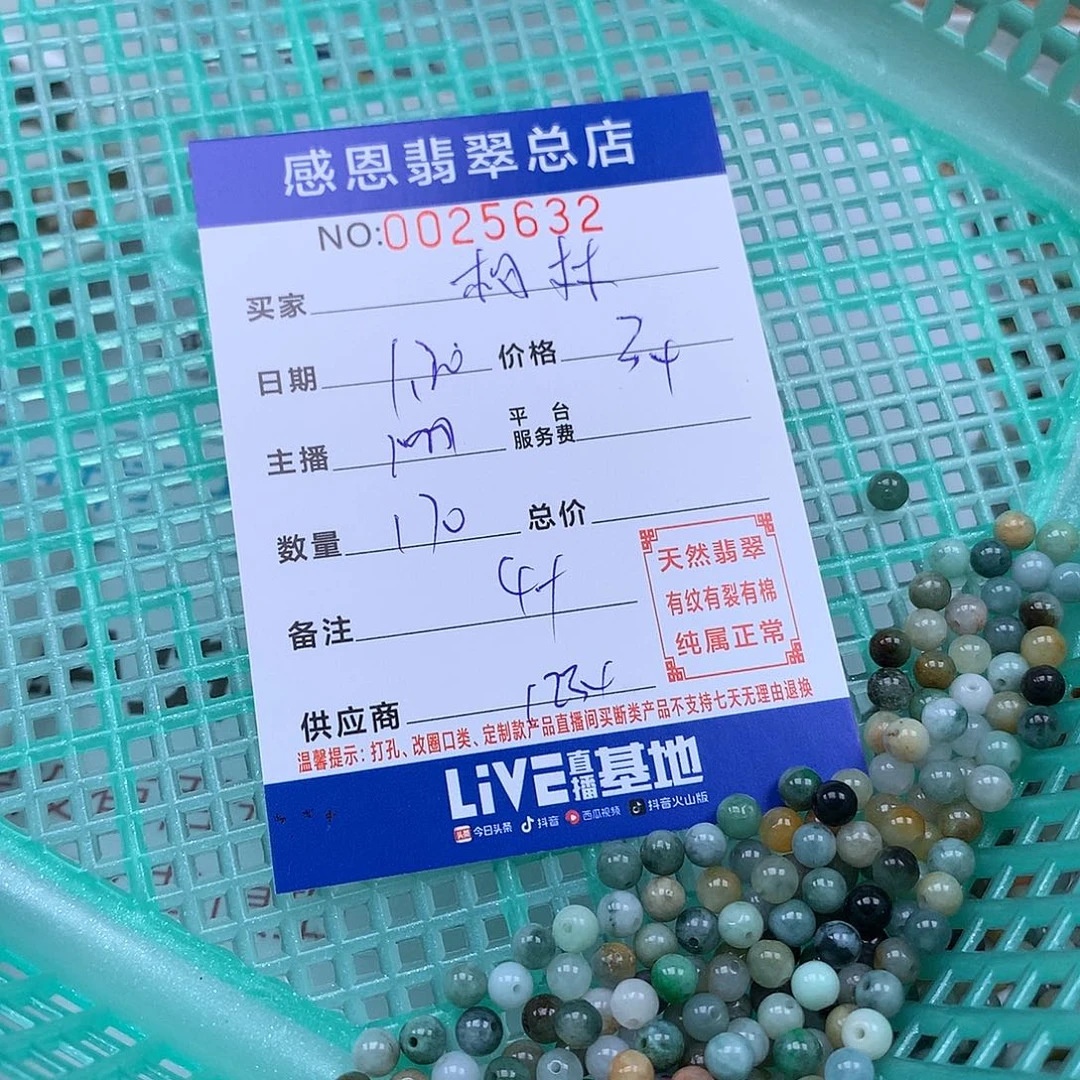 感恩翡翠总店
NO:0025632
买家
日期 价格 34
主播 平台服务费
数量 170 总价
备注
供应商 1234
天然翡翠
有纹有裂有棉
纯属正常
温馨提示:打孔、改圈口类、定制款产品直播间买断类产品不支持七天无理由退换
LiVE直播基地
今日头条 抖音 西瓜视频 抖音火山版